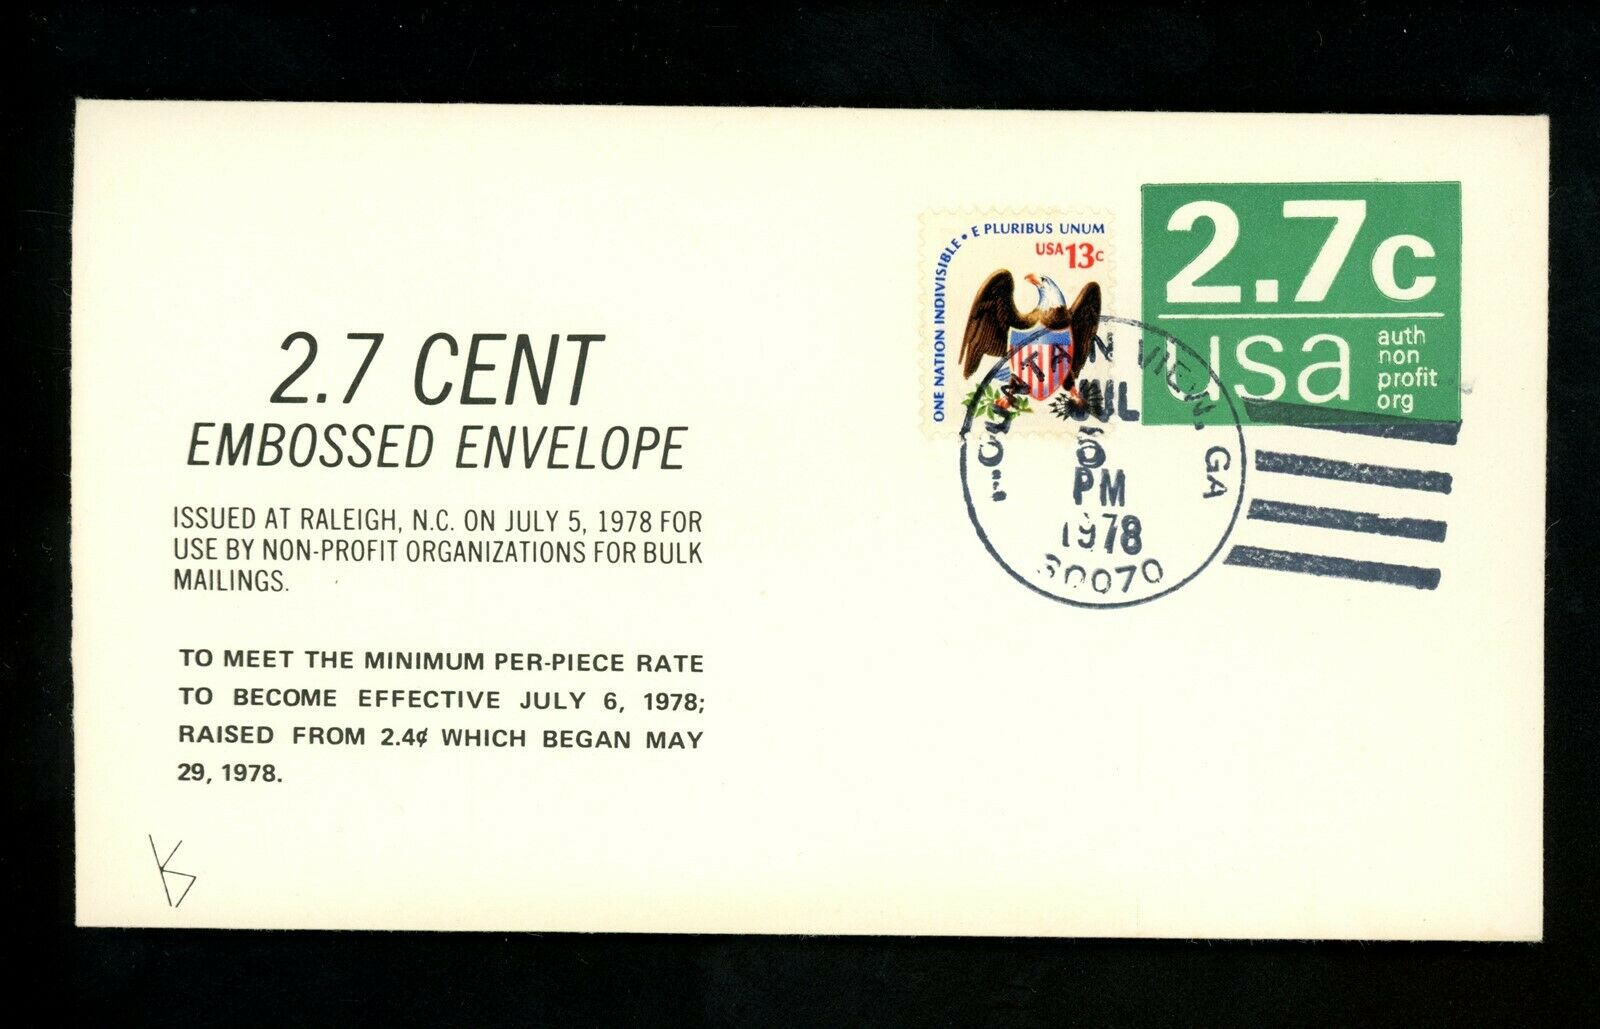 2.7 CENT
EMBOSSED ENVELOPE
ISSUED AT RALEIGH, N.C. ON JULY 5, 1978 FOR
USE BY NON-PROFIT ORGANIZATIONS FOR BULK
MAILINGS.
TO MEET THE MINIMUM PER-PIECE RATE
TO BECOME EFFECTIVE JULY 6, 1978;
RAISED FROM 2.4¢ WHICH BEGAN MAY
29, 1978.
ONE NATION INDIVISIBLE • E PLURIBUS UNUM
USA 13c
2.7c
usa
auth
non
profit
org
VIEW, GA
JUL
PM
1978
30070